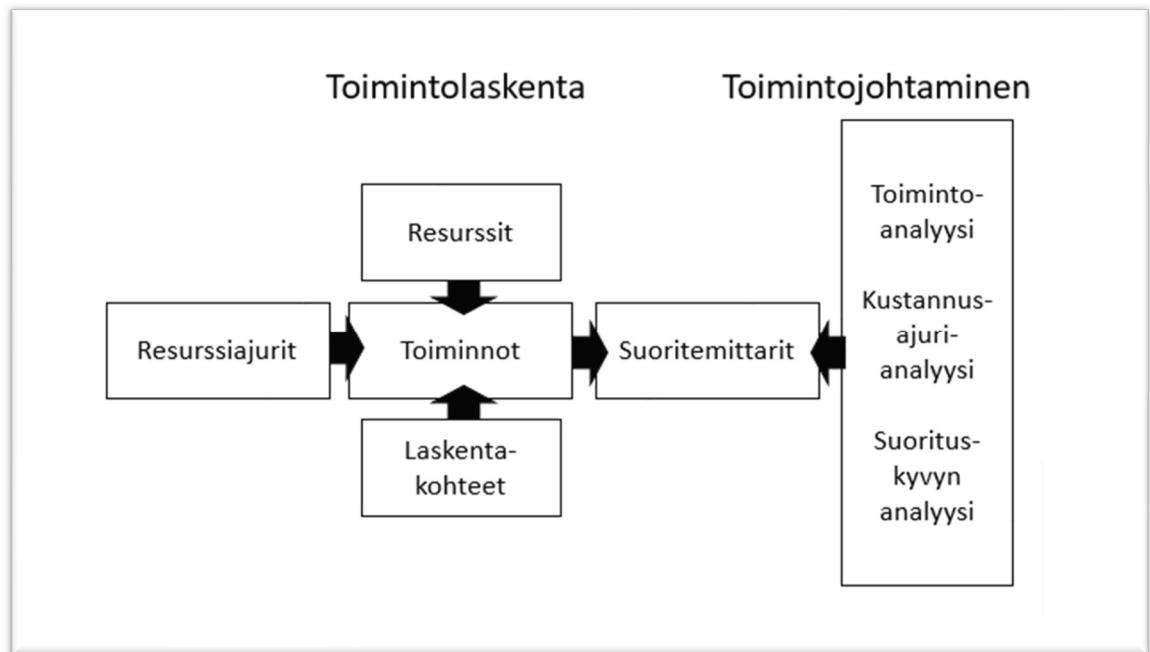 Toimintolaskenta
Toimintojohtaminen
Resurssit
Resurssiajurit
Toiminnot
Suoritemittarit
Laskenta-
kohteet
Toiminto-
analyysi
Kustannus-
ajuri-
analyysi
Suoritus-
kyvyn
analyysi